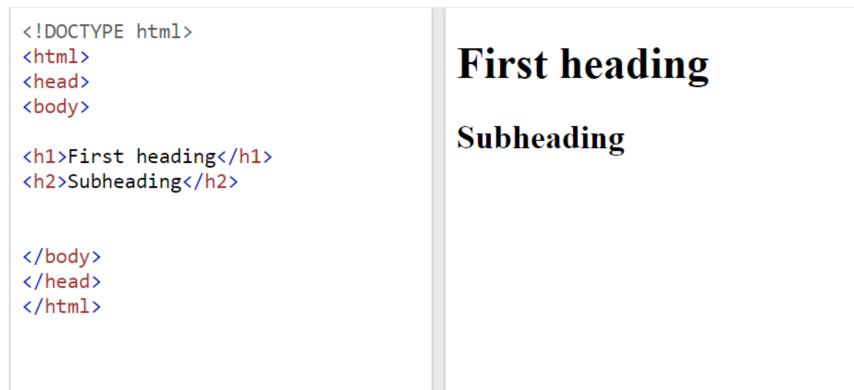 <!DOCTYPE html>
<html>
<head>
<body>
<h1>First heading</h1>
<h2>Subheading</h2>
</body>
</head>
</html>
First heading
Subheading